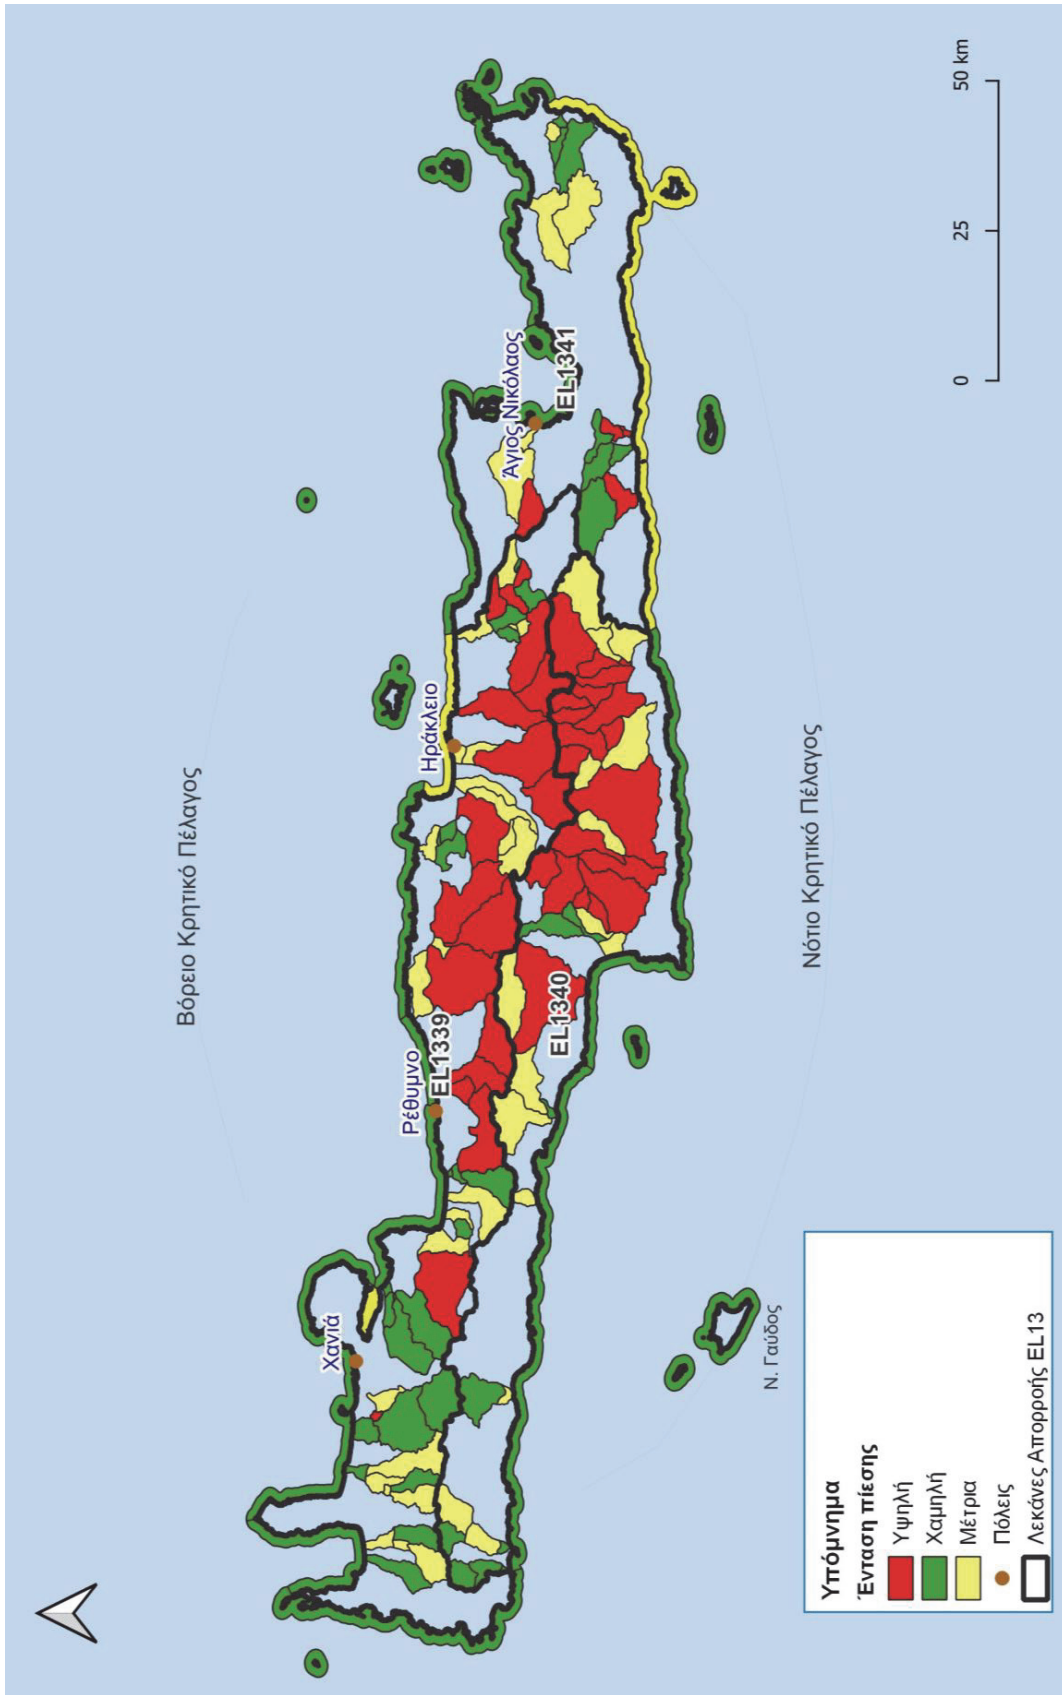 Βόρειο Κρητικό Πέλαγος
Χανιά
Ρέθυμνο
EL1339
Ηράκλειο
Άγιος Νικόλαος
EL1341
EL1340
Ν. Γαύδος
Νότιο Κρητικό Πέλαγος
Υπόμνημα
Ένταση πίεσης
Υψηλή
Χαμηλή
Μέτρια
Πόλεις
Λεκάνες Απορροής EL13
0 25 50 km